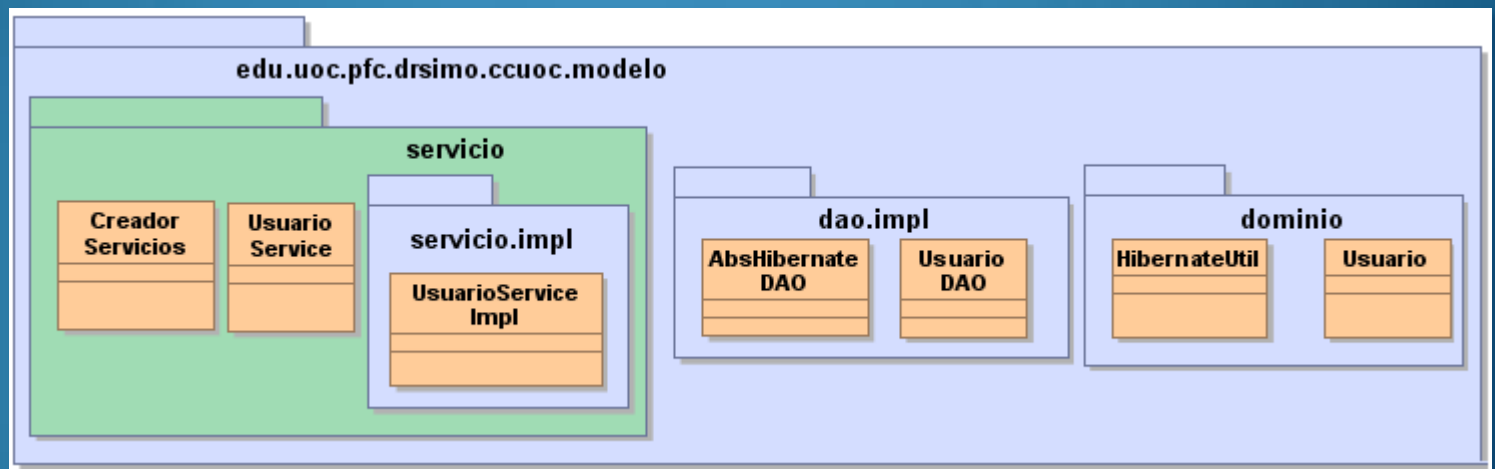 edu.uoc.pfc.drsimo.ccuoc.modelo
servicio
Creador
Servicios
Usuario
Service
servicio.impl
UsuarioService
Impl
dao.impl
AbsHibernate
DAO
Usuario
DAO
dominio
HibernateUtil
Usuario